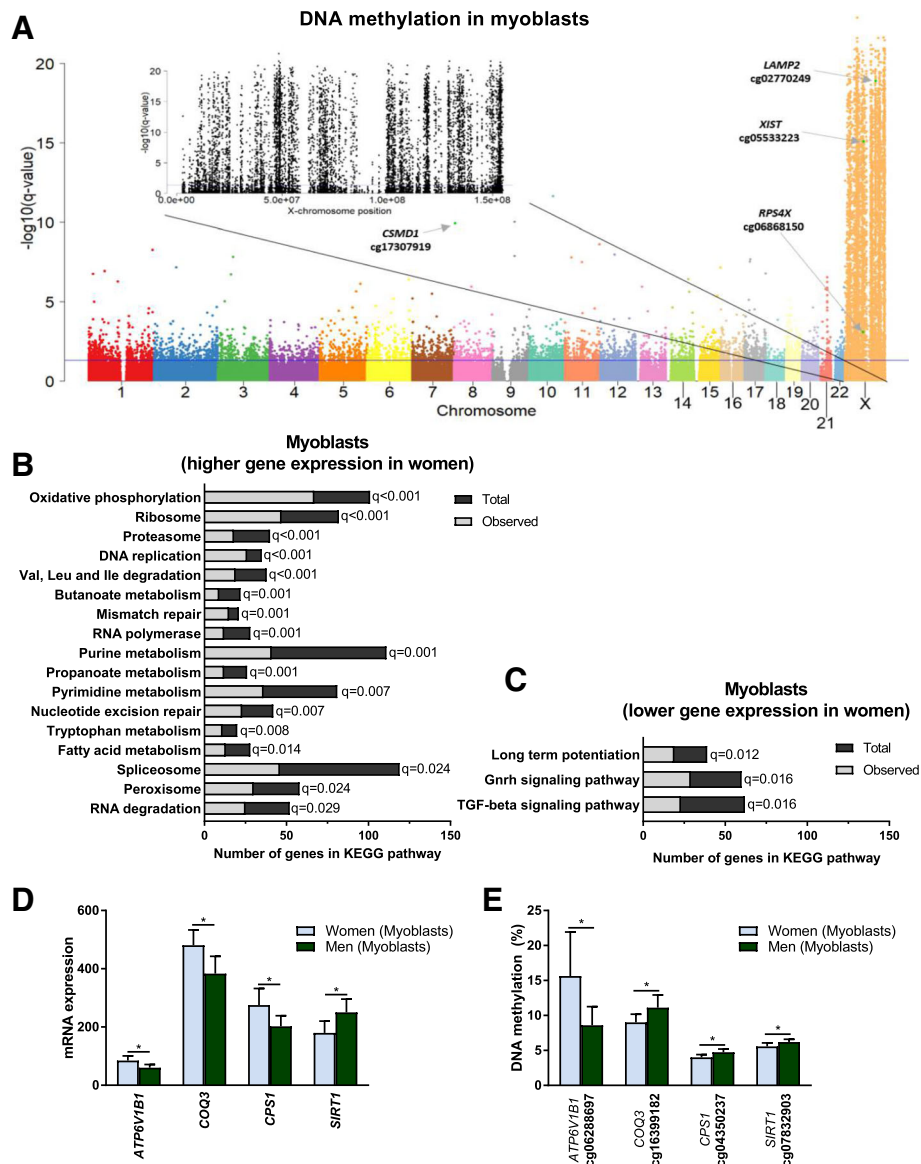 A
DNA methylation in myoblasts
-log10(q-value)
20
15
10
5
0
-log10(q-value)
20
15
10
5
0
0.0e+00 5.0e+07 1.0e+08 1.5e+08
X-chromosome position
LAMP2
cg02770249
XIST
cg05533223
RPS4X
cg06868150
CSMD1
cg17307919
1 2 3 4 5 6 7 8 9 10 11 12 13 14 15 16 17 18 19 20 21 22 X
Chromosome
B
Myoblasts
(higher gene expression in women)
Total
Observed
Oxidative phosphorylation q<0.001
Ribosome q<0.001
Proteasome q<0.001
DNA replication q<0.001
Val, Leu and Ile degradation q<0.001
Butanoate metabolism q=0.001
Mismatch repair q=0.001
RNA polymerase q=0.001
Purine metabolism q=0.001
Propanoate metabolism q=0.001
Pyrimidine metabolism q=0.007
Nucleotide excision repair q=0.007
Tryptophan metabolism q=0.008
Fatty acid metabolism q=0.014
Spliceosome q=0.024
Peroxisome q=0.024
RNA degradation q=0.029
0 50 100 150
Number of genes in KEGG pathway
C
Myoblasts
(lower gene expression in women)
Total
Observed
Long term potentiation q=0.012
Gnrh signaling pathway q=0.016
TGF-beta signaling pathway q=0.016
0 50 100 150
Number of genes in KEGG pathway
D
mRNA expression
600
400
200
0
Women (Myoblasts)
Men (Myoblasts)
* * * *
ATP6V1B1
COQ3
CPS1
SIRT1
E
DNA methylation (%)
25
20
15
10
5
0
Women (Myoblasts)
Men (Myoblasts)
* * * *
ATP6V1B1
cg06288697
COQ3
cg16399182
CPS1
cg04350237
SIRT1
cg07832903